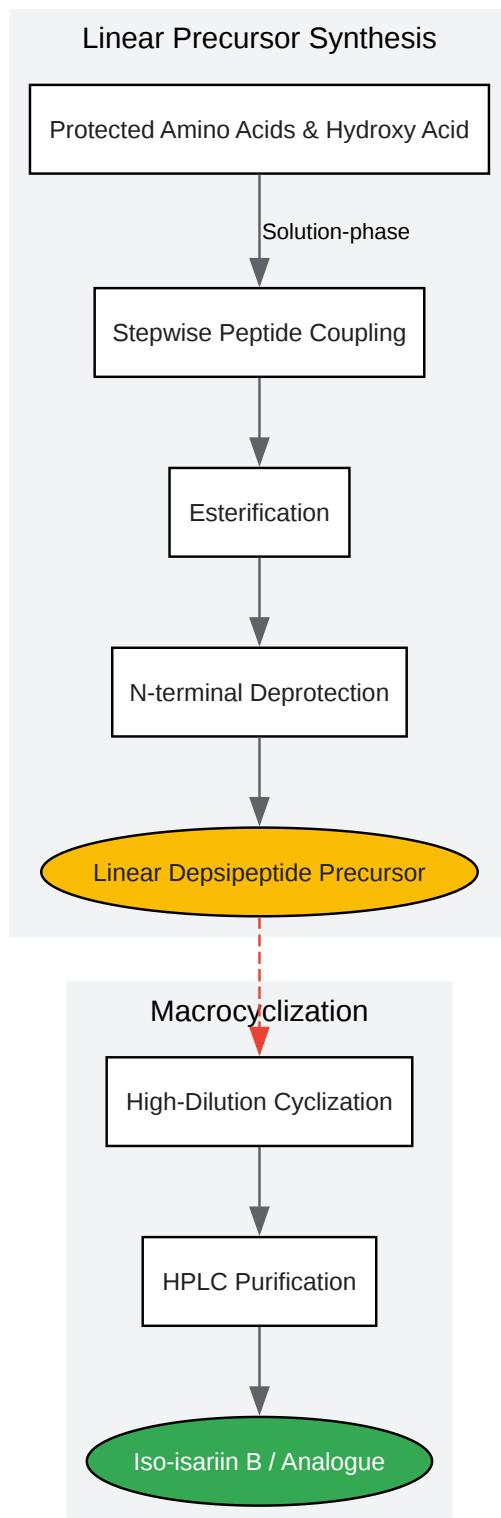 Linear Precursor Synthesis
Protected Amino Acids & Hydroxy Acid
Solution-phase
Stepwise Peptide Coupling
Esterification
N-terminal Deprotection
Linear Depsipeptide Precursor
Macrocyclization
High-Dilution Cyclization
HPLC Purification
Iso-isariin B / Analogue